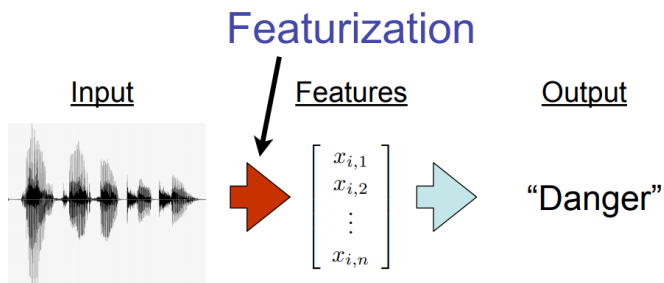 Featurization
Input
Features
Output
x_{i,1}
x_{i,2}
⋮
x_{i,n}
“Danger”